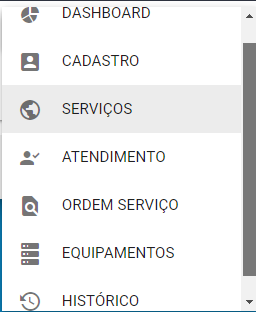 DASHBOARD
CADASTRO
SERVIÇOS
ATENDIMENTO
ORDEM SERVIÇO
EQUIPAMENTOS
HISTÓRICO